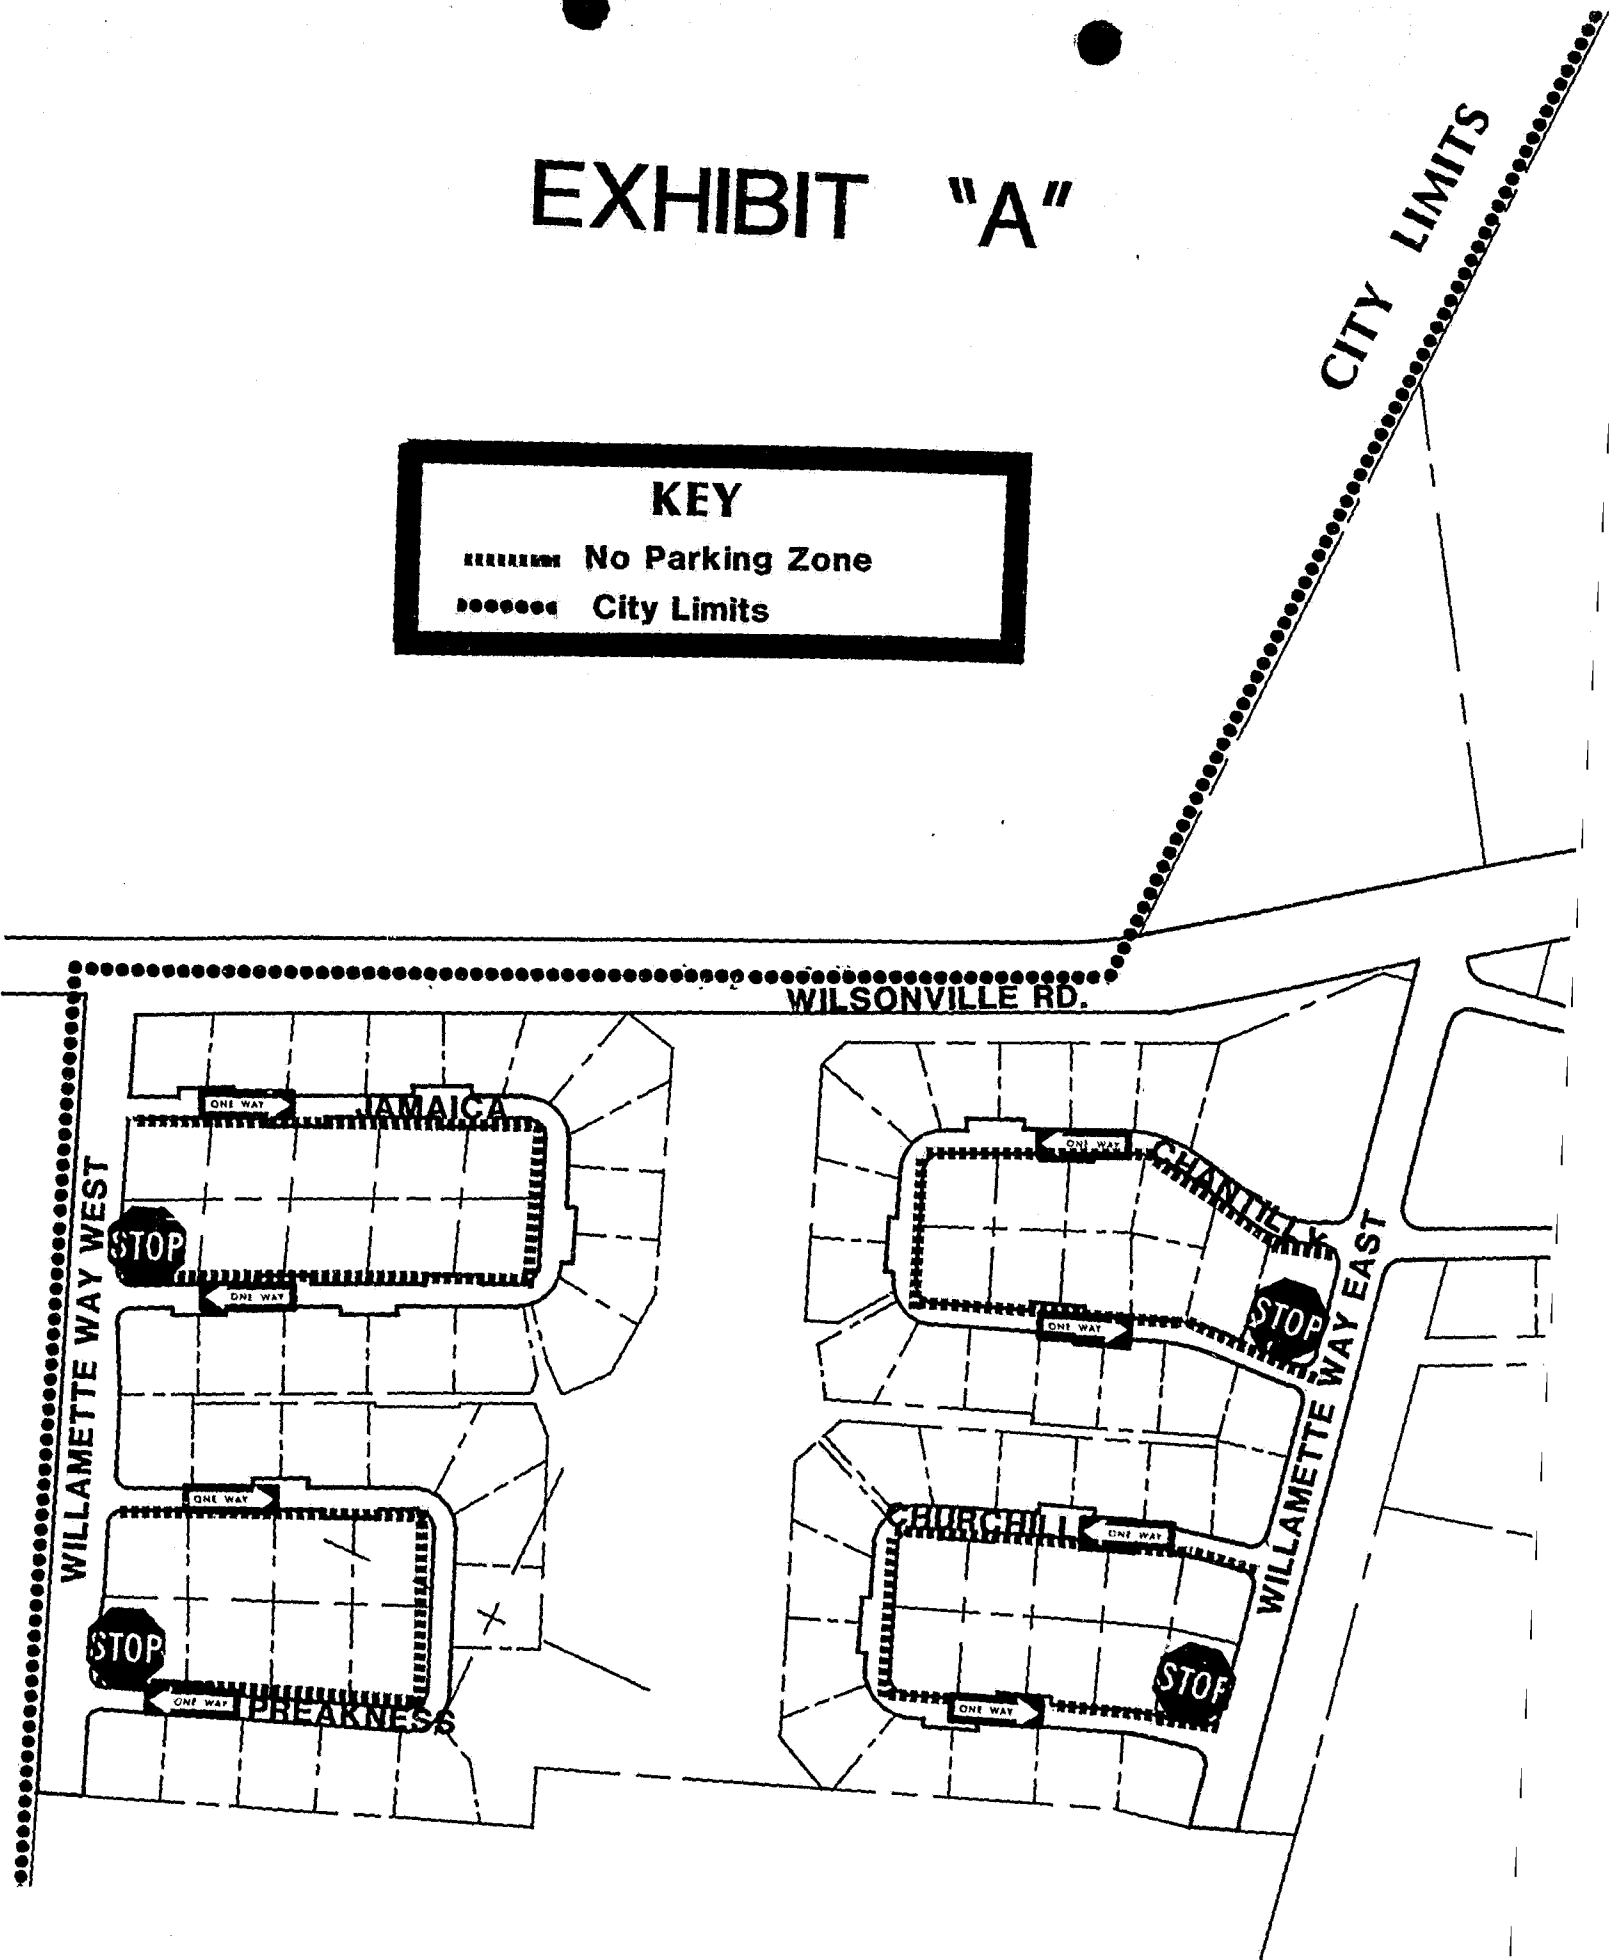 EXHIBIT "A"
CITY LIMITS
KEY
No Parking Zone
City Limits
WILSONVILLE RD.
ONE WAY
JAMAICA
ONE WAY
CHANTILLY
WILLAMETTE WAY WEST
STOP
ONE WAY
STOP
ONE WAY
WILLAMETTE WAY EAST
ONE WAY
CHURCHILL
ONE WAY
STOP
STOP
ONE WAY
PREAKNESS
ONE WAY